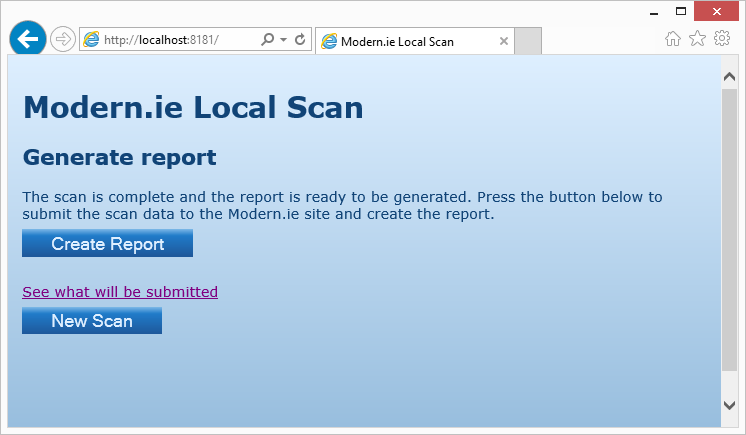 http://localhost:8181/
Modern.ie Local Scan
Modern.ie Local Scan
Generate report
The scan is complete and the report is ready to be generated. Press the button below to
submit the scan data to the Modern.ie site and create the report.
Create Report
See what will be submitted
New Scan